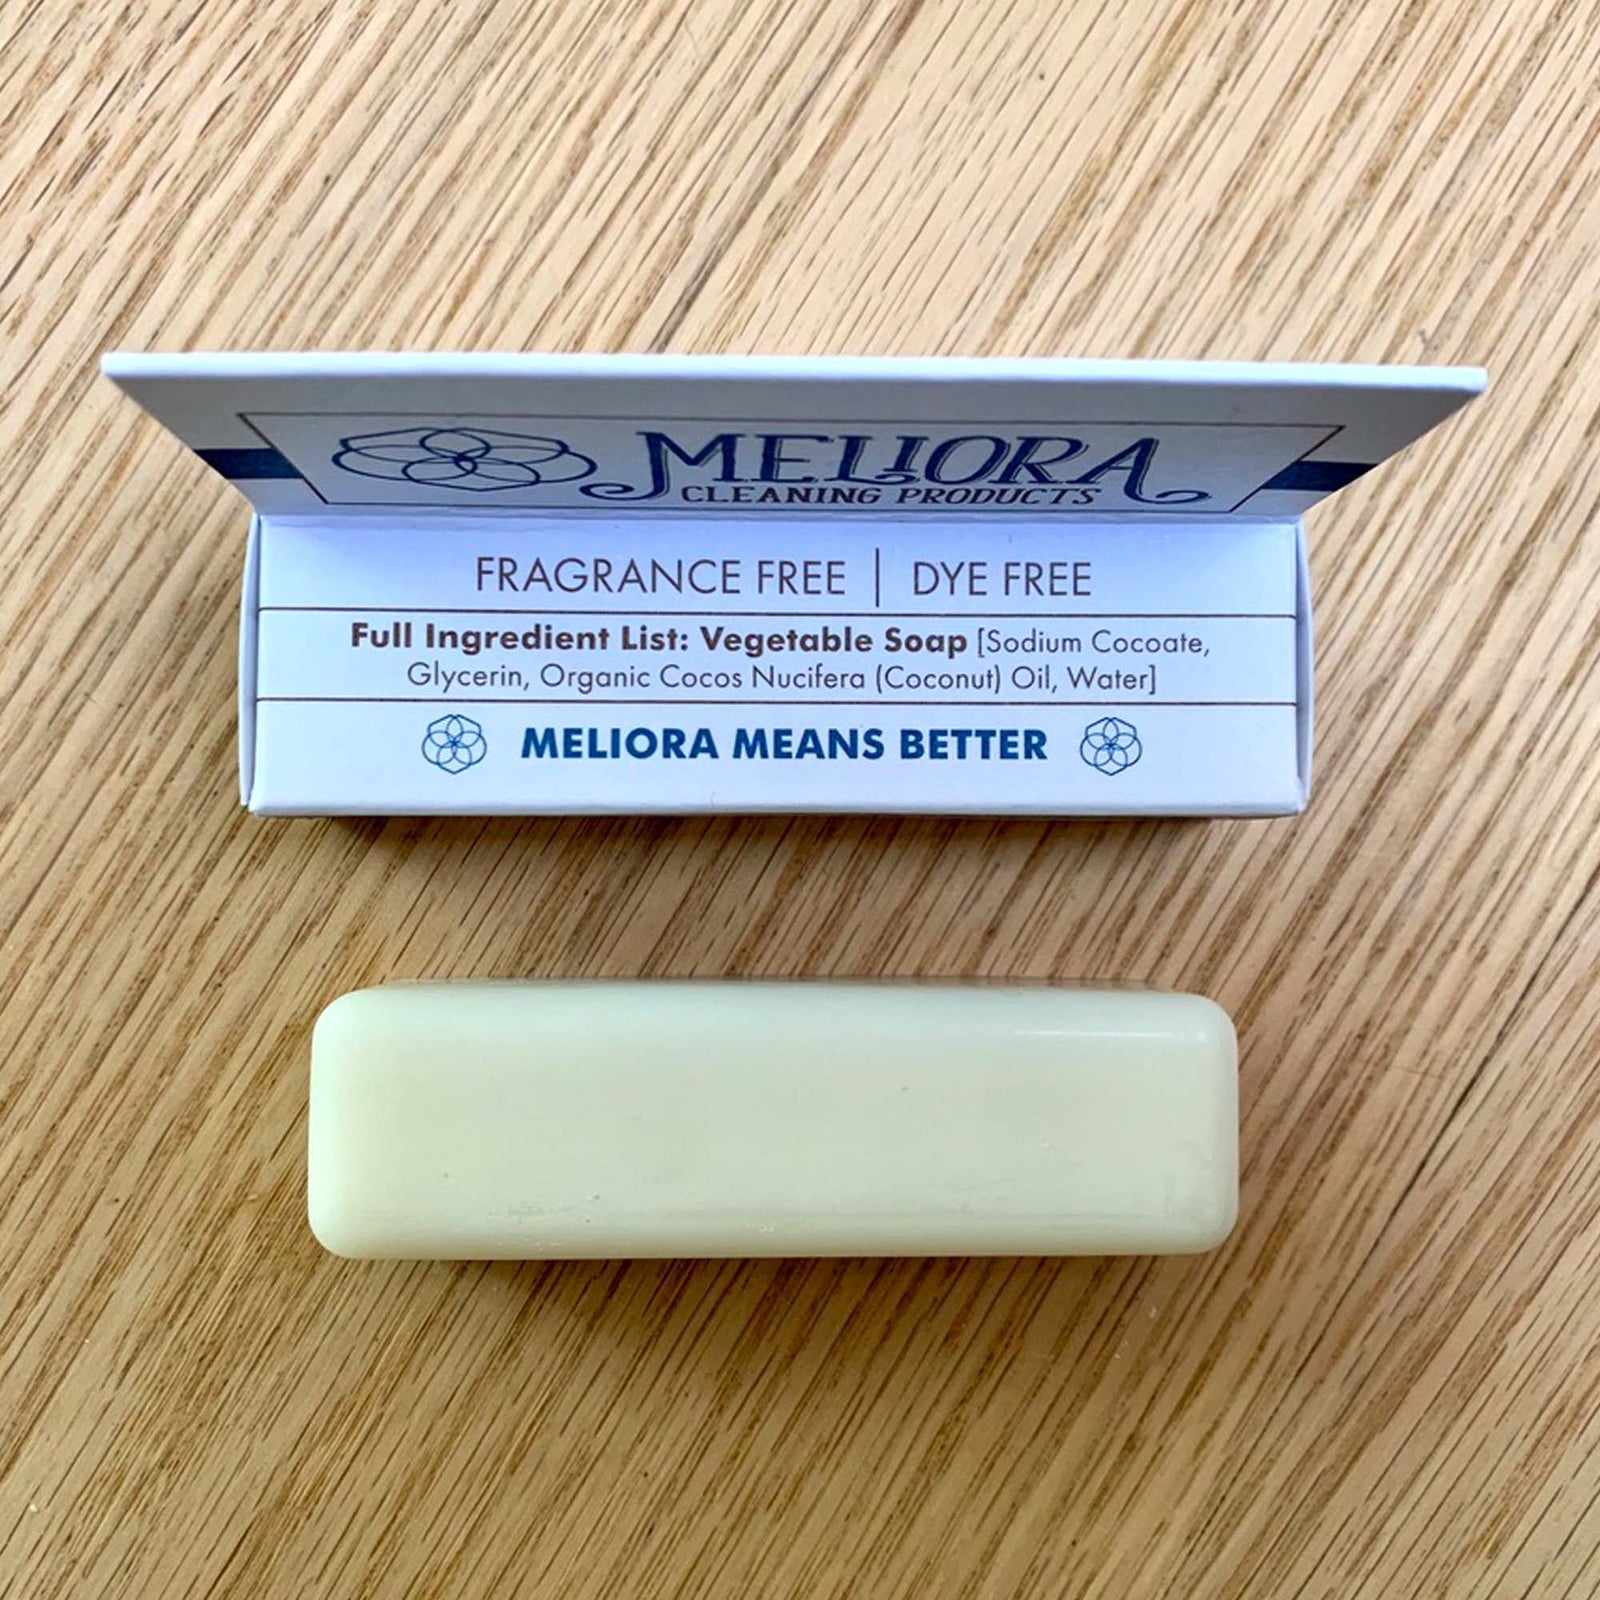 MELIORA
CLEANING PRODUCTS
FRAGRANCE FREE | DYE FREE
Full Ingredient List: Vegetable Soap [Sodium Cocoate,
Glycerin, Organic Cocos Nucifera (Coconut) Oil, Water]
MELIORA MEANS BETTER